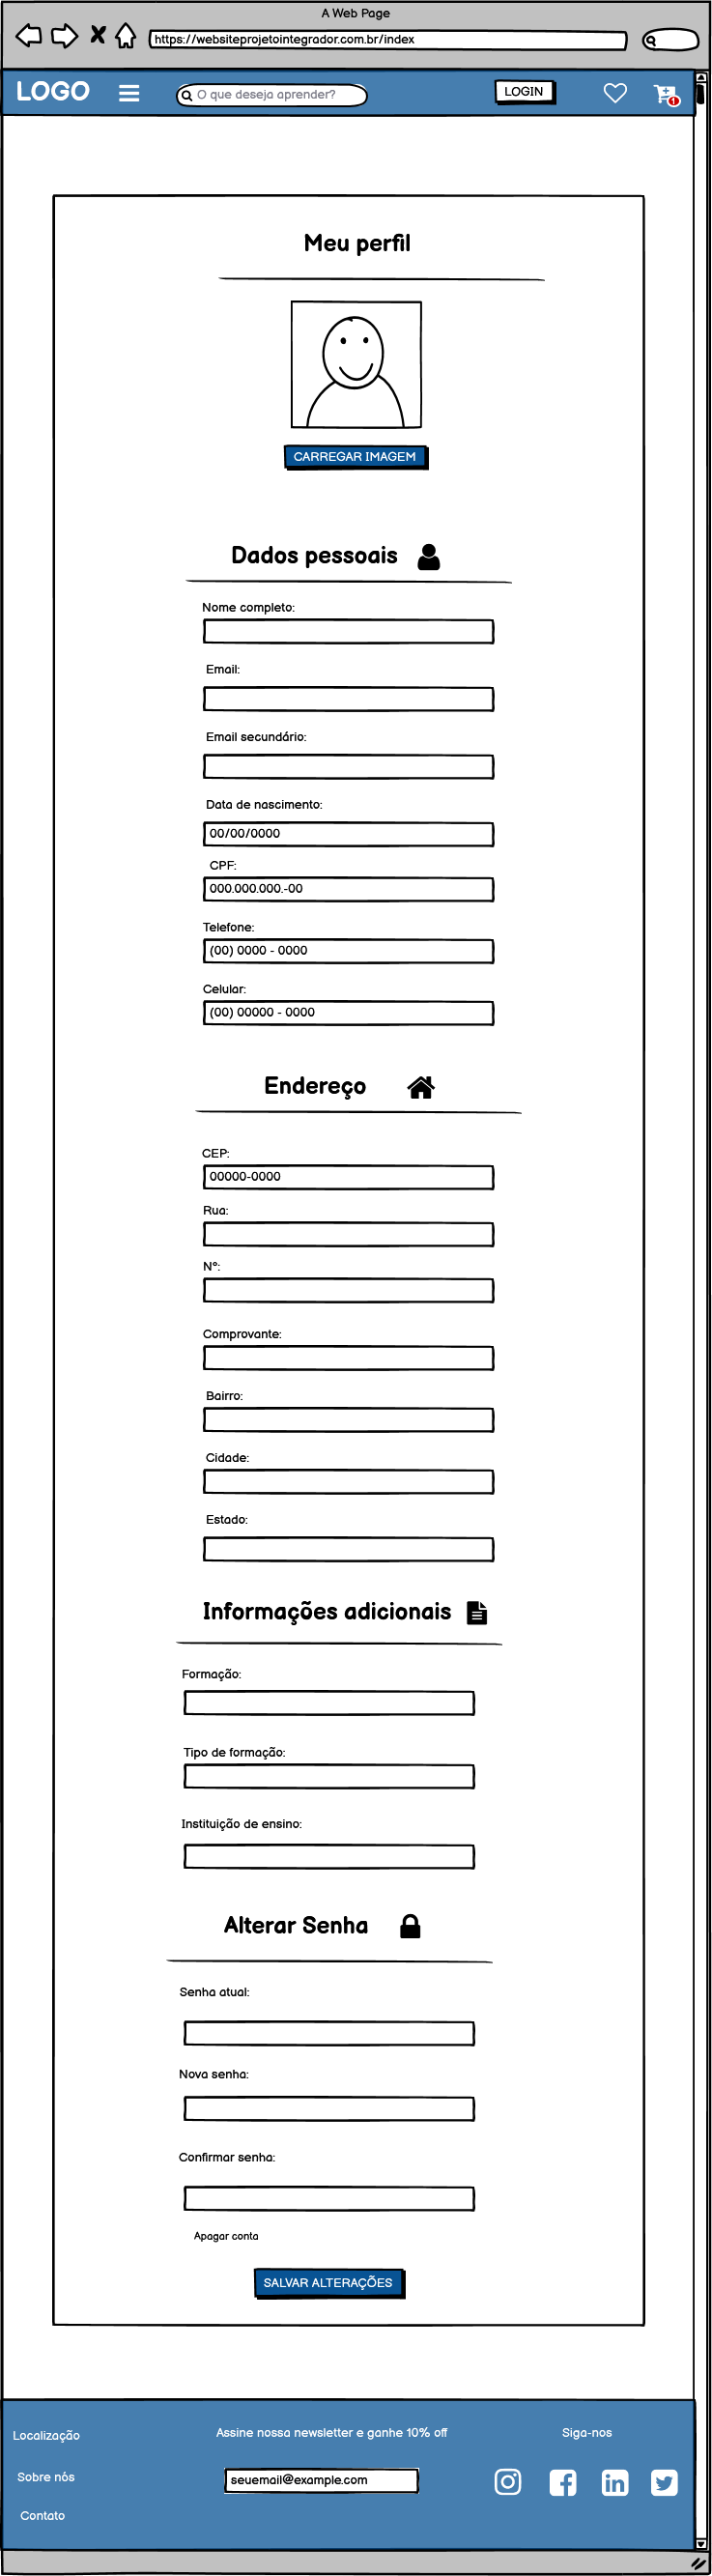 A Web Page
https://websiteprojetointegrador.com.br/index
LOGO
O que deseja aprender?
LOGIN
1
Meu perfil
CARREGAR IMAGEM
Dados pessoais
Nome completo:
Email:
Email secundário:
Data de nascimento:
00/00/0000
CPF:
000.000.000.-00
Telefone:
(00) 0000 - 0000
Celular:
(00) 00000 - 0000
Endereço
CEP:
00000-0000
Rua:
Nº:
Comprovante:
Bairro:
Cidade:
Estado:
Informações adicionais
Formação:
Tipo de formação:
Instituição de ensino:
Alterar Senha
Senha atual:
Nova senha:
Confirmar senha:
Apagar conta
SALVAR ALTERAÇÕES
Localização
Assine nossa newsletter e ganhe 10% off
Siga-nos
Sobre nós
seuemail@example.com
Contato